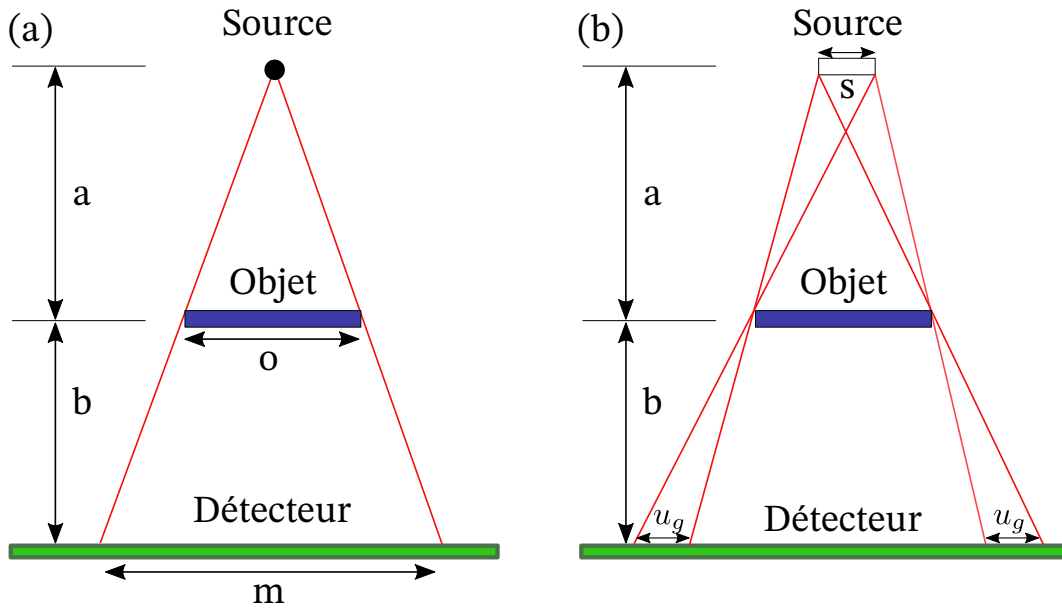 (a)
Source
a
Objet
o
b
Détecteur
m
(b)
Source
s
a
Objet
b
u_g
Détecteur
u_g